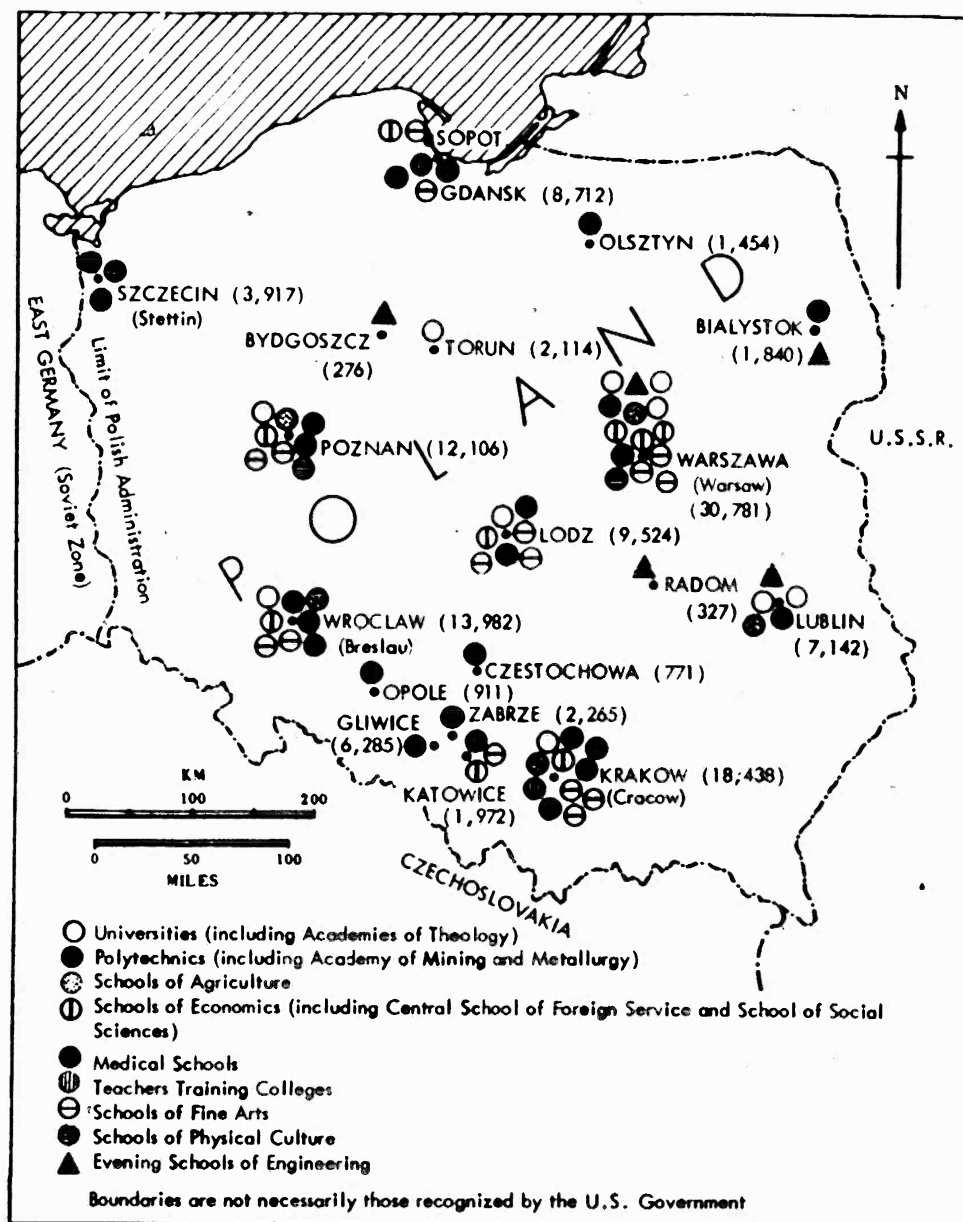 N
SOPOT
GDANSK (8,712)
OLSZTYN (1,454)
SZCZECIN (3,917)
(Stettin)
BYDGOSZCZ
(276)
TORUN (2,114)
BIALYSTOK
(1,840)
EAST GERMANY (Soviet Zone)
Limit of Polish Administration
POLAND
U.S.S.R.
POZNAN (12,106)
WARSZAWA
(Warsaw)
(30,781)
LODZ (9,524)
RADOM
(327)
LUBLIN
(7,142)
WROCLAW (13,982)
(Breslau)
CZESTOCHOWA (771)
OPOLE (911)
ZABRZE (2,265)
GLIWICE
(6,285)
KRAKOW (18,438)
(Cracow)
KATOWICE
(1,972)
KM
0 100 200
0 50 100
MILES
CZECHOSLOVAKIA
Universities (including Academies of Theology)
Polytechnics (including Academy of Mining and Metallurgy)
Schools of Agriculture
Schools of Economics (including Central School of Foreign Service and School of Social
Sciences)
Medical Schools
Teachers Training Colleges
Schools of Fine Arts
Schools of Physical Culture
Evening Schools of Engineering
Boundaries are not necessarily those recognized by the U.S. Government